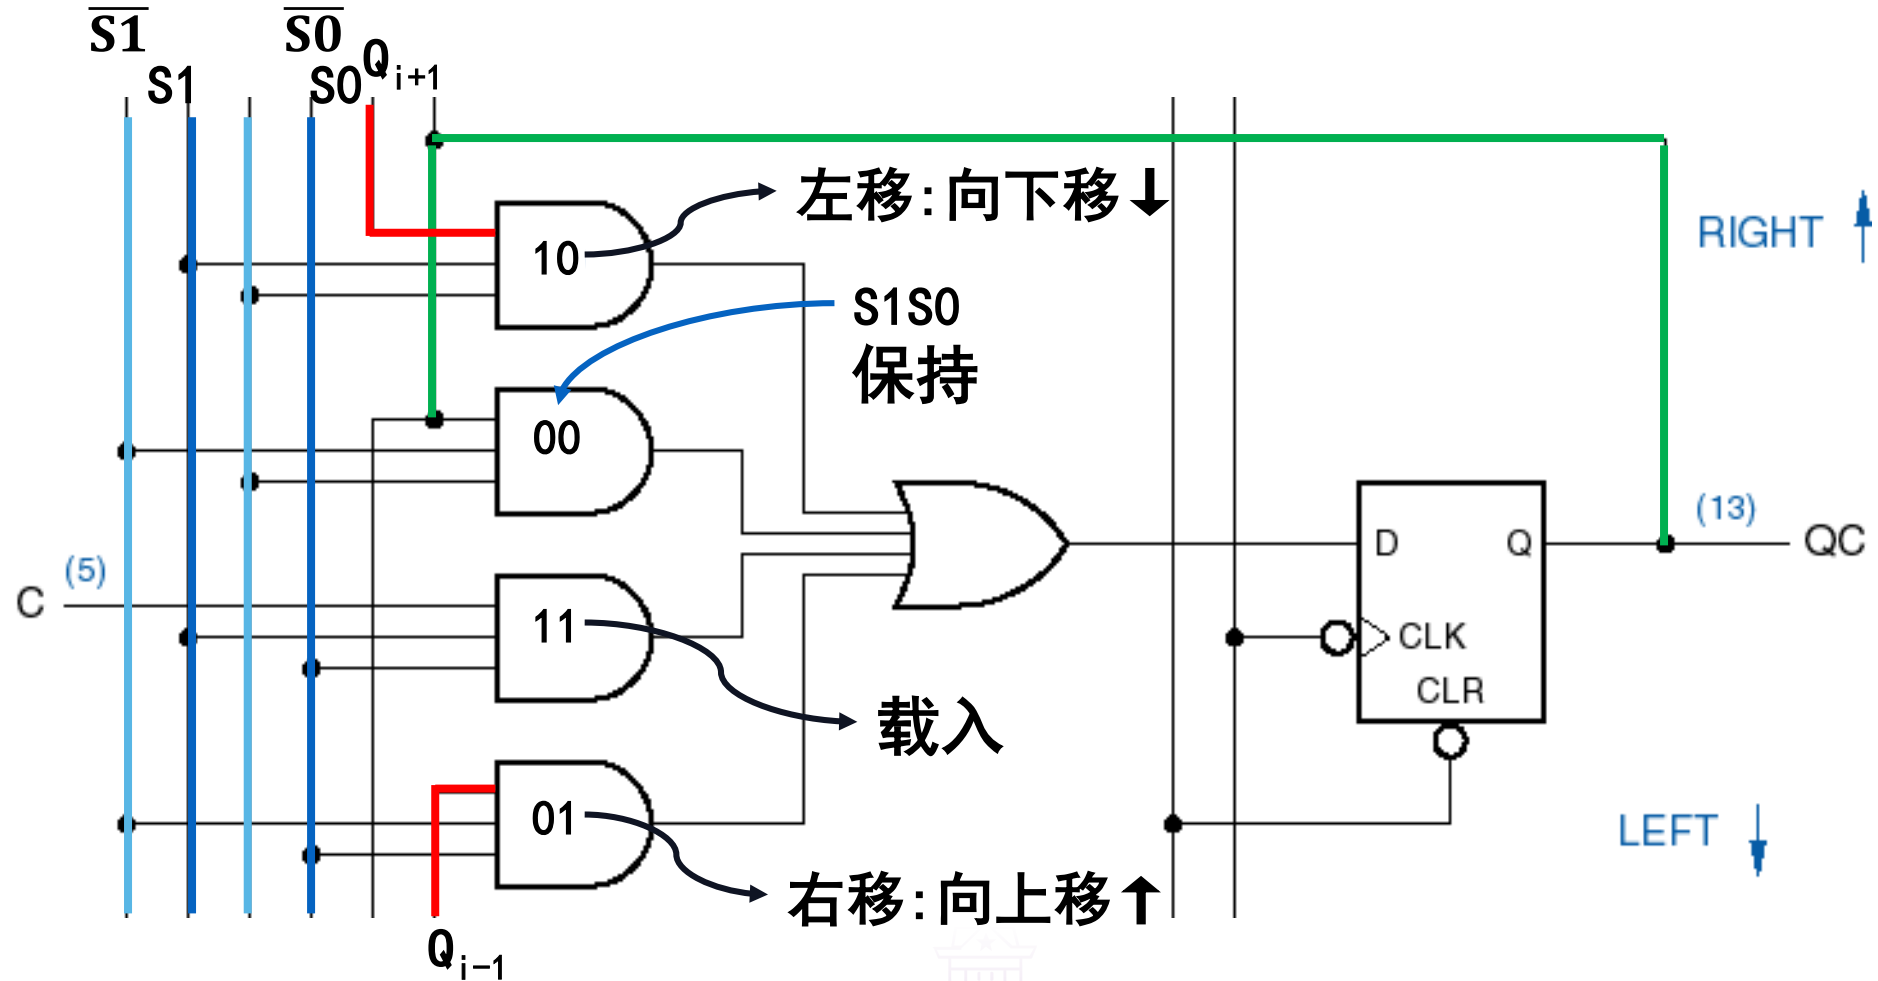 S̅1̅
S̅0̅
S1
S0
Qi+1
左移:向下移↓
RIGHT
10
S1S0
保持
00
(13)
D
Q
QC
(5)
C
11
CLK
CLR
载入
01
LEFT
右移:向上移↑
Qi-1